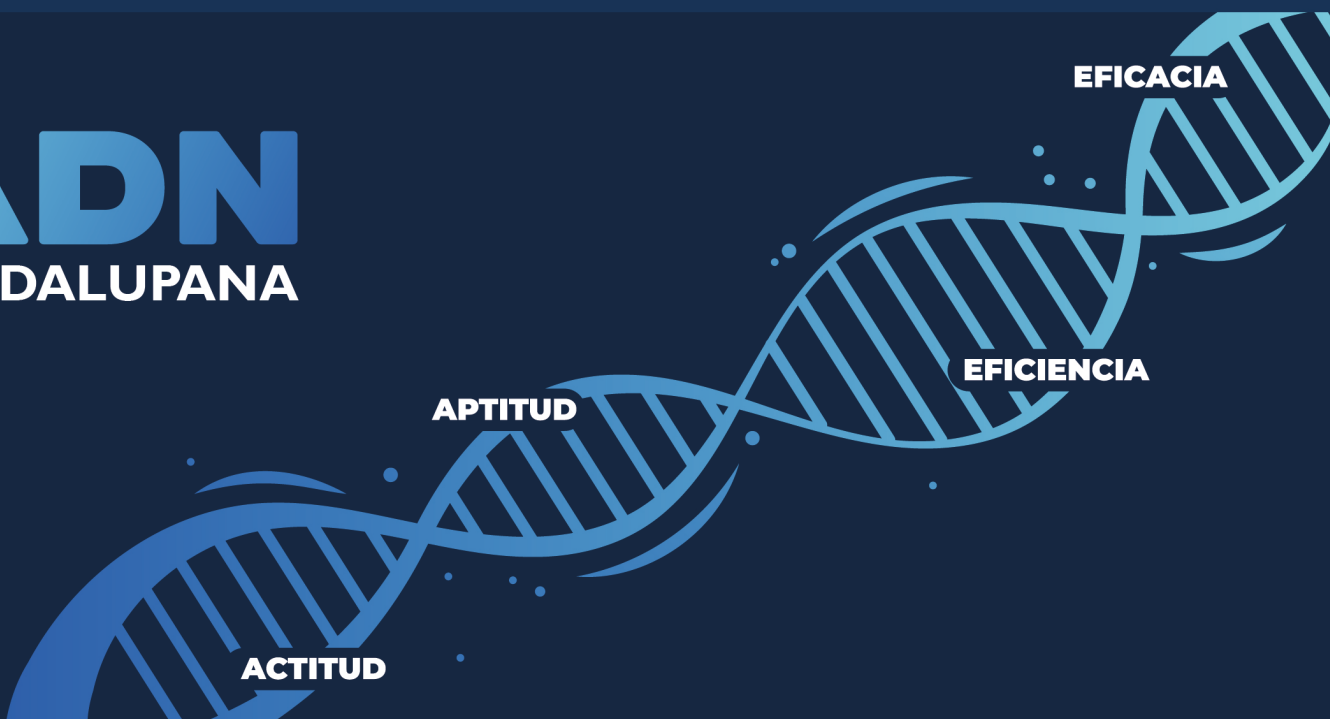 ADN
DALUPANA
EFICACIA
EFICIENCIA
APTITUD
ACTITUD